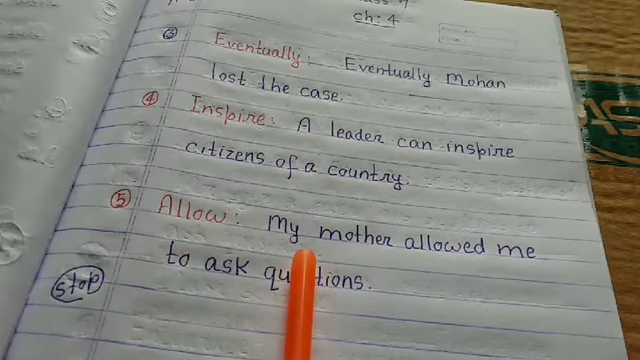 ch: 4
③ Eventually: Eventually Mohan
lost the case.
④ Inspire: A leader can inspire
citizens of a country.
⑤ Allow: My mother allowed me
to ask questions.
stop